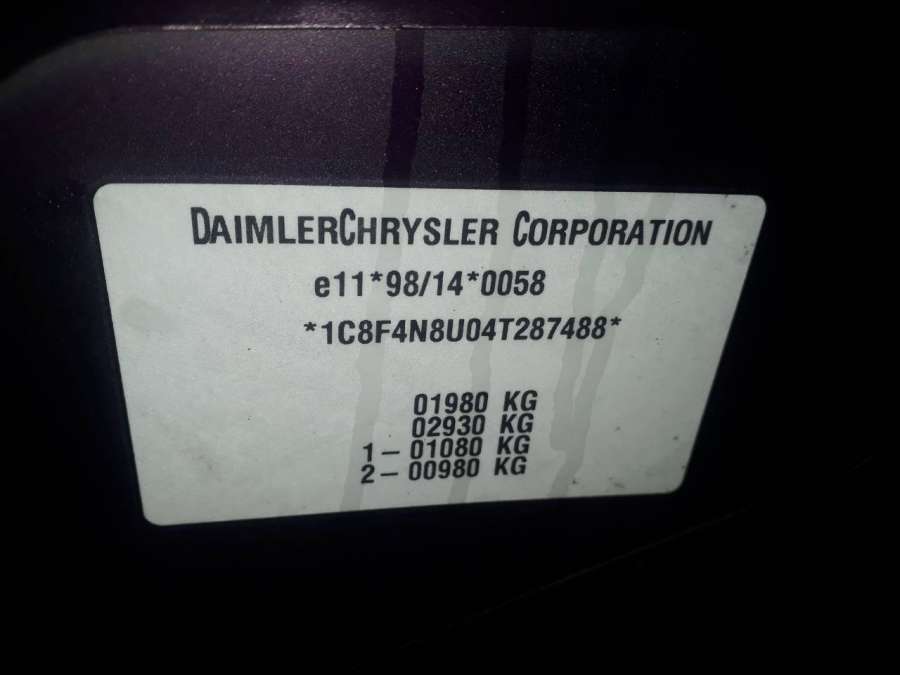 DAIMLERCHRYSLER CORPORATION
e11*98/14*0058
*1C8F4N8U04T287488*
01980 KG
02930 KG
1– 01080 KG
2– 00980 KG